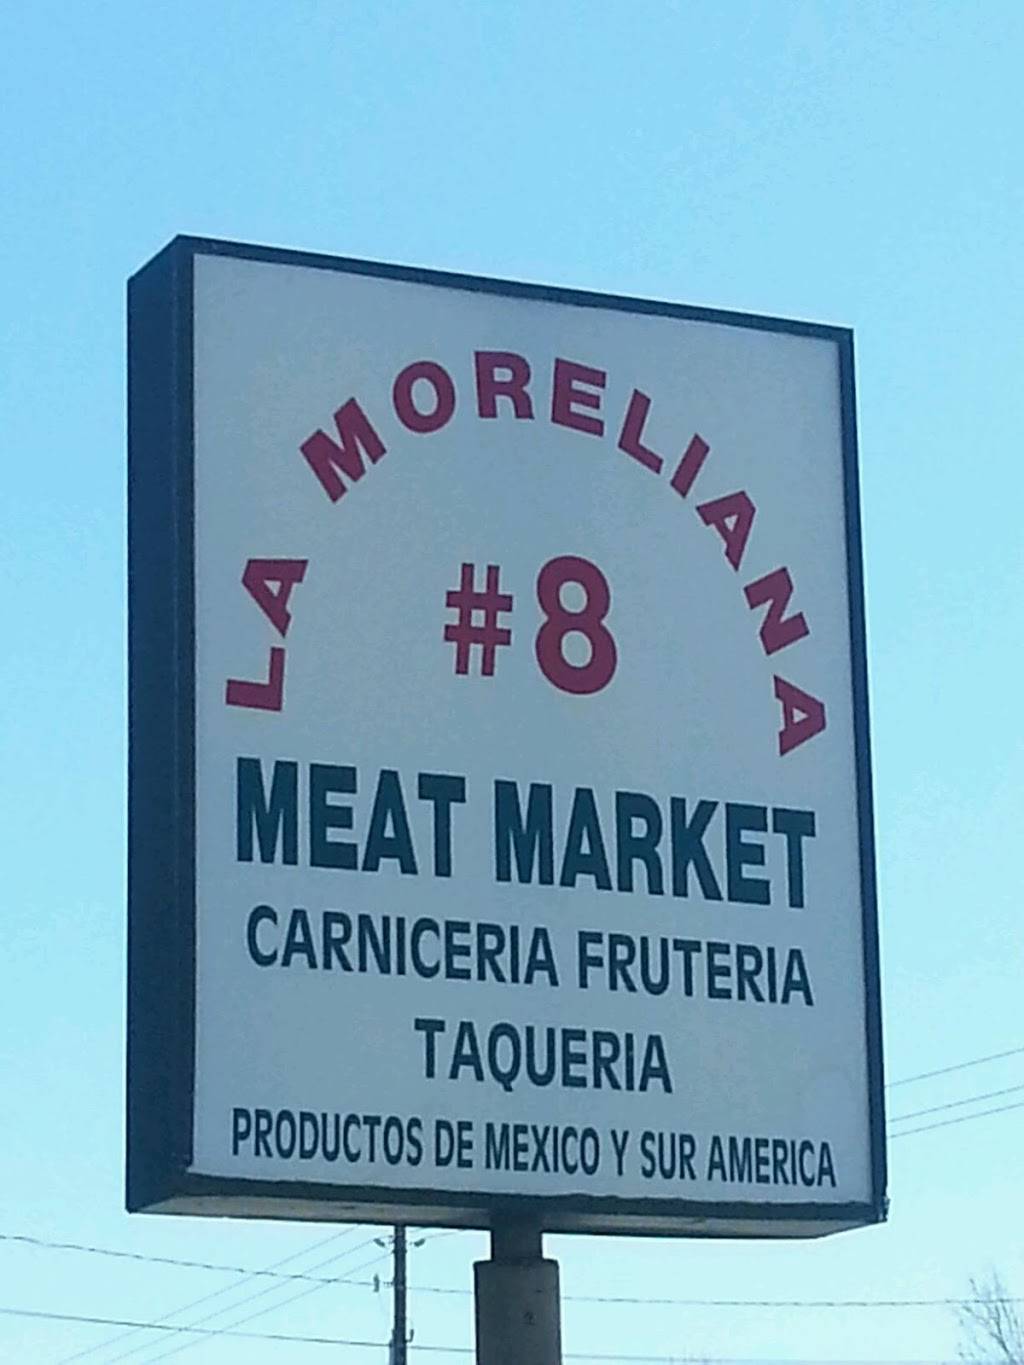 LA MORELIANA
#8
MEAT MARKET
CARNICERIA FRUTERIA
TAQUERIA
PRODUCTOS DE MEXICO Y SUR AMERICA